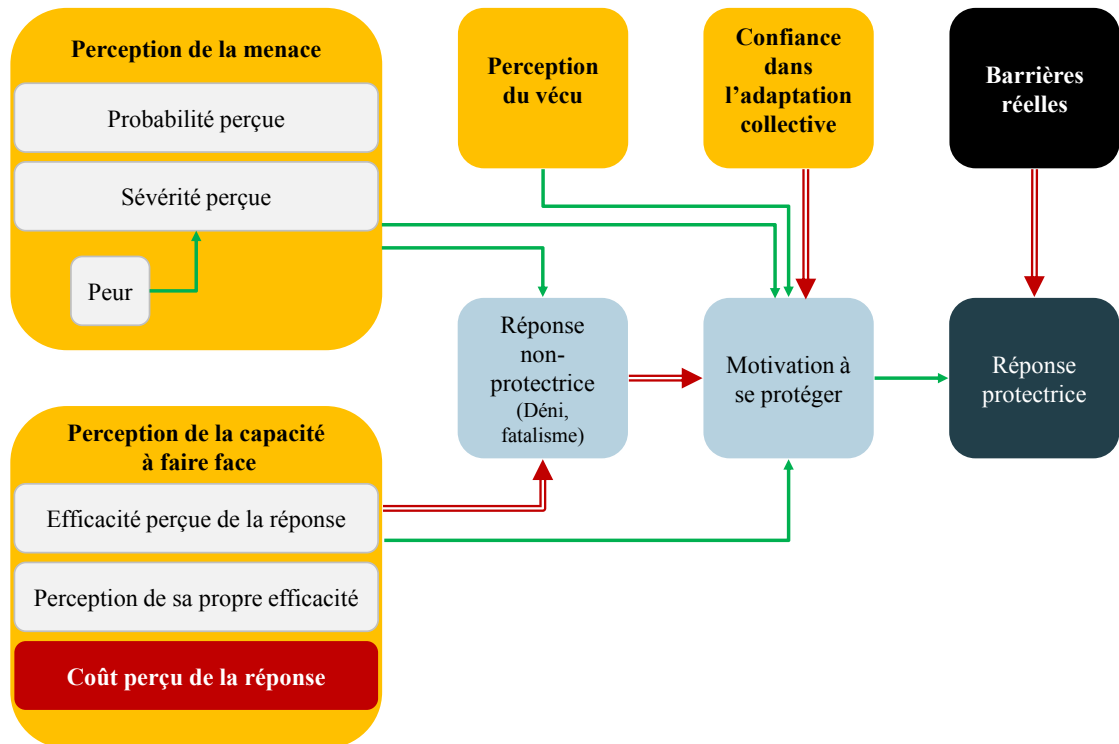 Perception de la menace
Probabilité perçue
Sévérité perçue
Peur
Perception
du vécu
Confiance
dans
l’adaptation
collective
Barrières
réelles
Réponse
non-
protectrice
(Déni,
fatalisme)
Motivation à
se protéger
Réponse
protectrice
Perception de la capacité
à faire face
Efficacité perçue de la réponse
Perception de sa propre efficacité
Coût perçu de la réponse